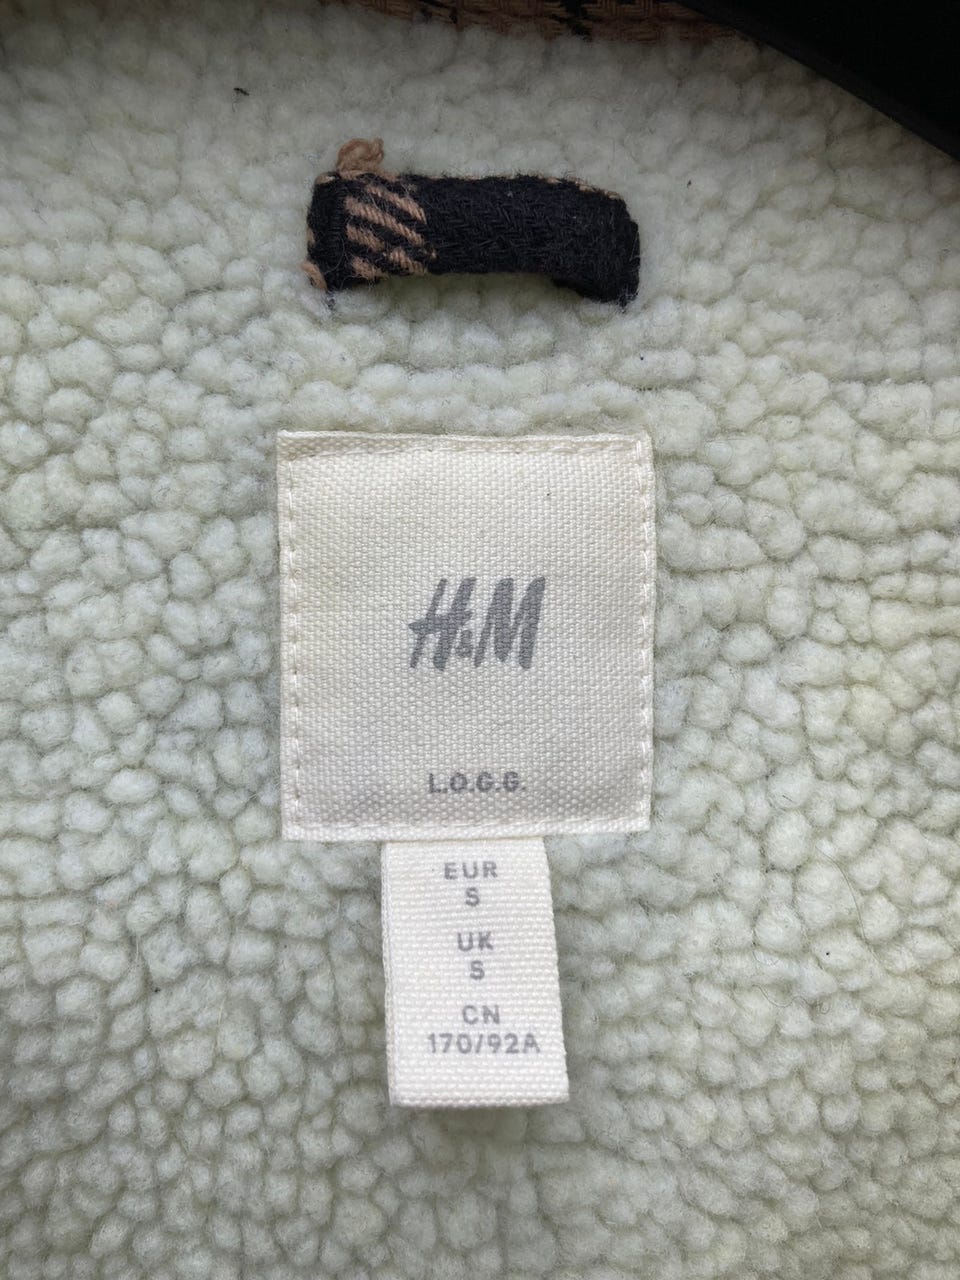 H&M
L.O.G.G.
EUR
S
UK
S
CN
170/92A